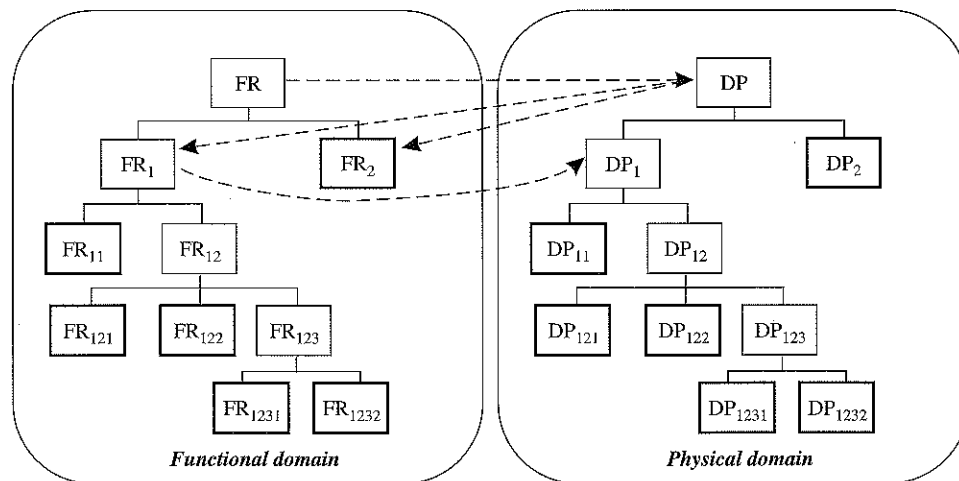 FR DP
FR₁ FR₂ DP₁ DP₂
FR₁₁ FR₁₂ DP₁₁ DP₁₂
FR₁₂₁ FR₁₂₂ FR₁₂₃ DP₁₂₁ DP₁₂₂ DP₁₂₃
FR₁₂₃₁ FR₁₂₃₂ DP₁₂₃₁ DP₁₂₃₂
Functional domain Physical domain